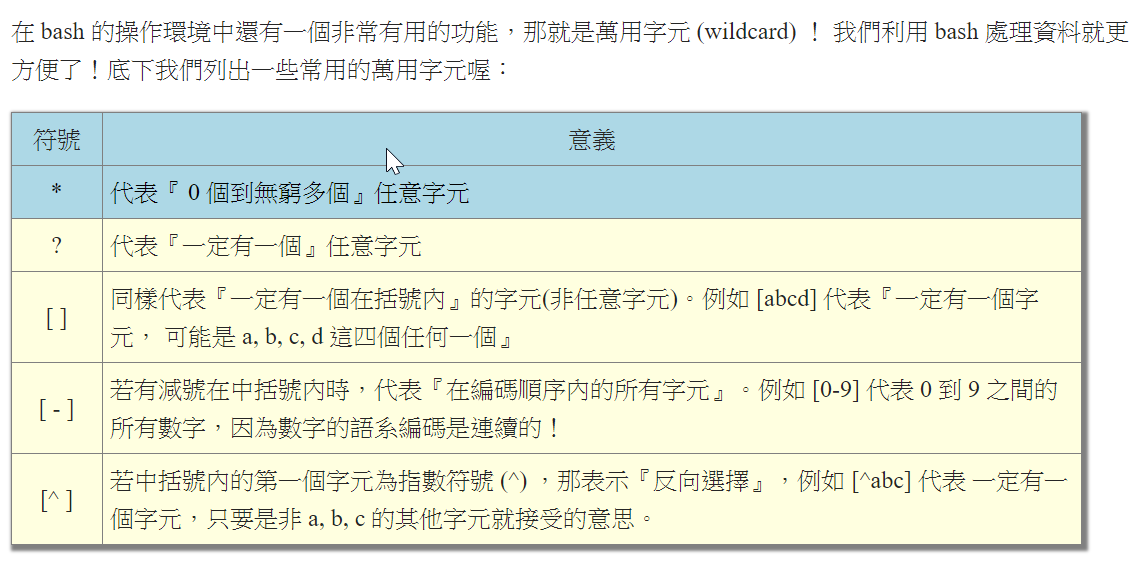 在 bash 的操作環境中還有一個非常有用的功能，那就是萬用字元 (wildcard) ！ 我們利用 bash 處理資料就更
方便了！底下我們列出一些常用的萬用字元喔：
符號 意義
* 代表『 0 個到無窮多個』任意字元
? 代表『一定有一個』任意字元
[ ] 同樣代表『一定有一個在括號內』的字元(非任意字元)。例如 [abcd] 代表『一定有一個字
元， 可能是 a, b, c, d 這四個任何一個』
[ - ] 若有減號在中括號內時，代表『在編碼順序內的所有字元』。例如 [0-9] 代表 0 到 9 之間的
所有數字，因為數字的語系編碼是連續的！
[^ ] 若中括號內的第一個字元為指數符號 (^) ，那表示『反向選擇』，例如 [^abc] 代表 一定有一
個字元，只要是非 a, b, c 的其他字元就接受的意思。